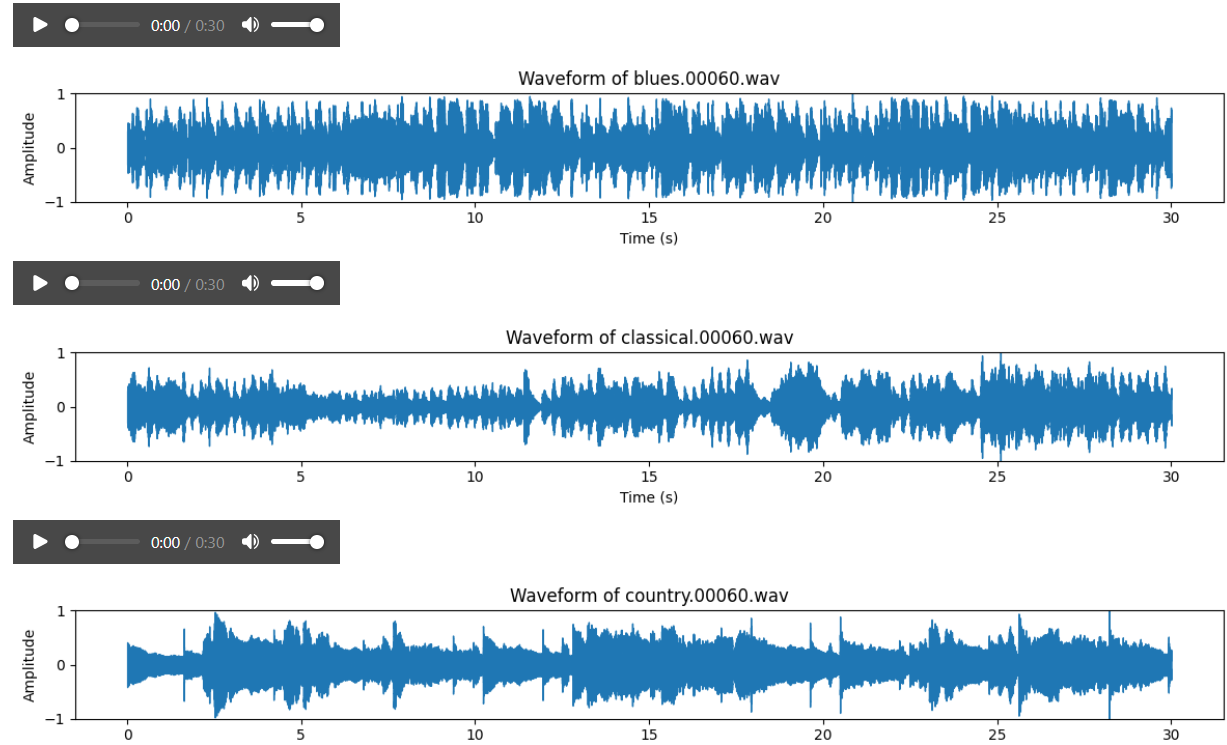 0:00 / 0:30
Waveform of blues.00060.wav
Amplitude
1
0
−1
0 5 10 15 20 25 30
Time (s)
0:00 / 0:30
Waveform of classical.00060.wav
Amplitude
1
0
−1
0 5 10 15 20 25 30
Time (s)
0:00 / 0:30
Waveform of country.00060.wav
Amplitude
1
0
−1
0 5 10 15 20 25 30